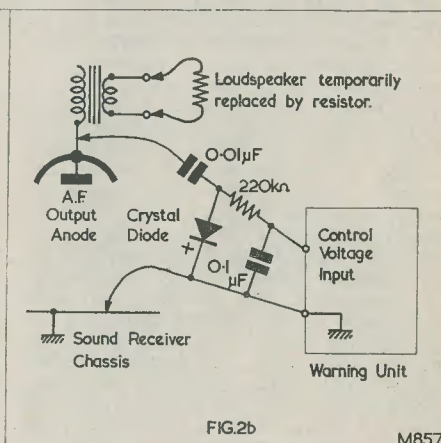 Loudspeaker temporarily
replaced by resistor.
0·01μF
220kn
A.F.
Output
Anode
Crystal
Diode
+
0·1
μF
Control
Voltage
Input
Sound Receiver
Chassis
Warning Unit
FIG.2b
M857